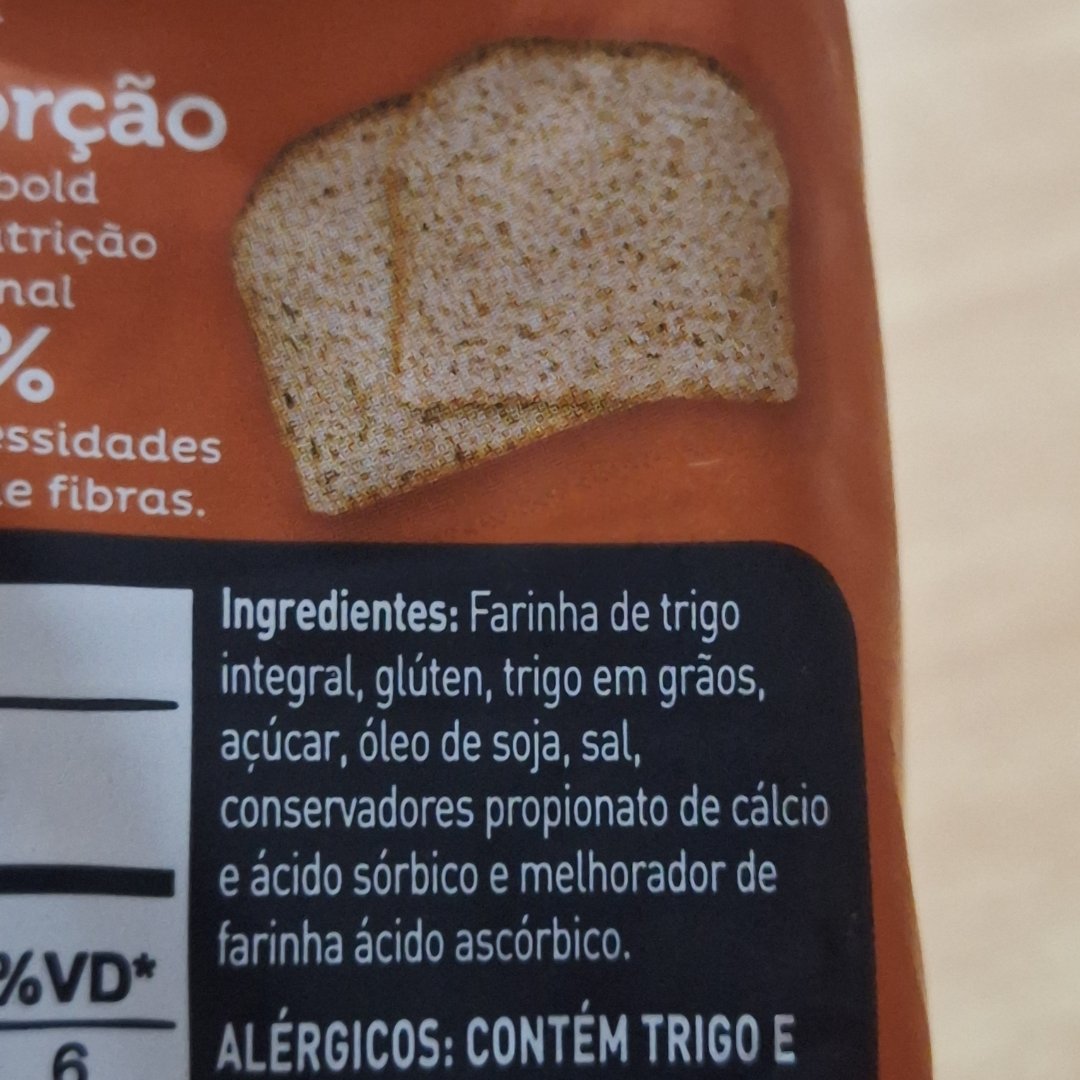 orção
bold
trição
nal
%
essidades
e fibras.
Ingredientes: Farinha de trigo
integral, glúten, trigo em grãos,
açúcar, óleo de soja, sal,
conservadores propionato de cálcio
e ácido sórbico e melhorador de
farinha ácido ascórbico.
ALÉRGICOS: CONTÉM TRIGO E
%VD*
6